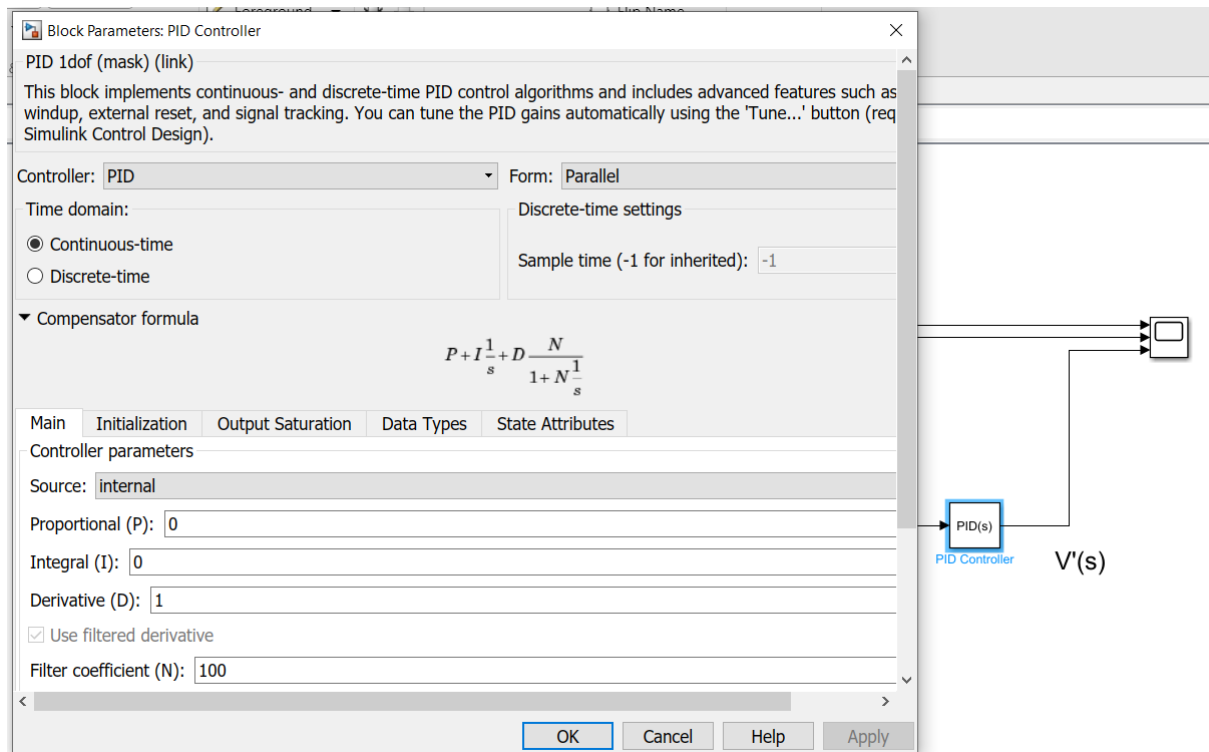 Block Parameters: PID Controller
PID 1dof (mask) (link)
This block implements continuous- and discrete-time PID control algorithms and includes advanced features such as
windup, external reset, and signal tracking. You can tune the PID gains automatically using the 'Tune...' button (req
Simulink Control Design).
Controller: PID Form: Parallel
Time domain: Discrete-time settings
Continuous-time
Sample time (-1 for inherited): -1
Discrete-time
Compensator formula
P+I 1/s + D N/(1+N 1/s)
Main Initialization Output Saturation Data Types State Attributes
Controller parameters
Source: internal
Proportional (P): 0
PID(s)
Integral (I): 0
PID Controller
V'(s)
Derivative (D): 1
Use filtered derivative
Filter coefficient (N): 100
OK Cancel Help Apply